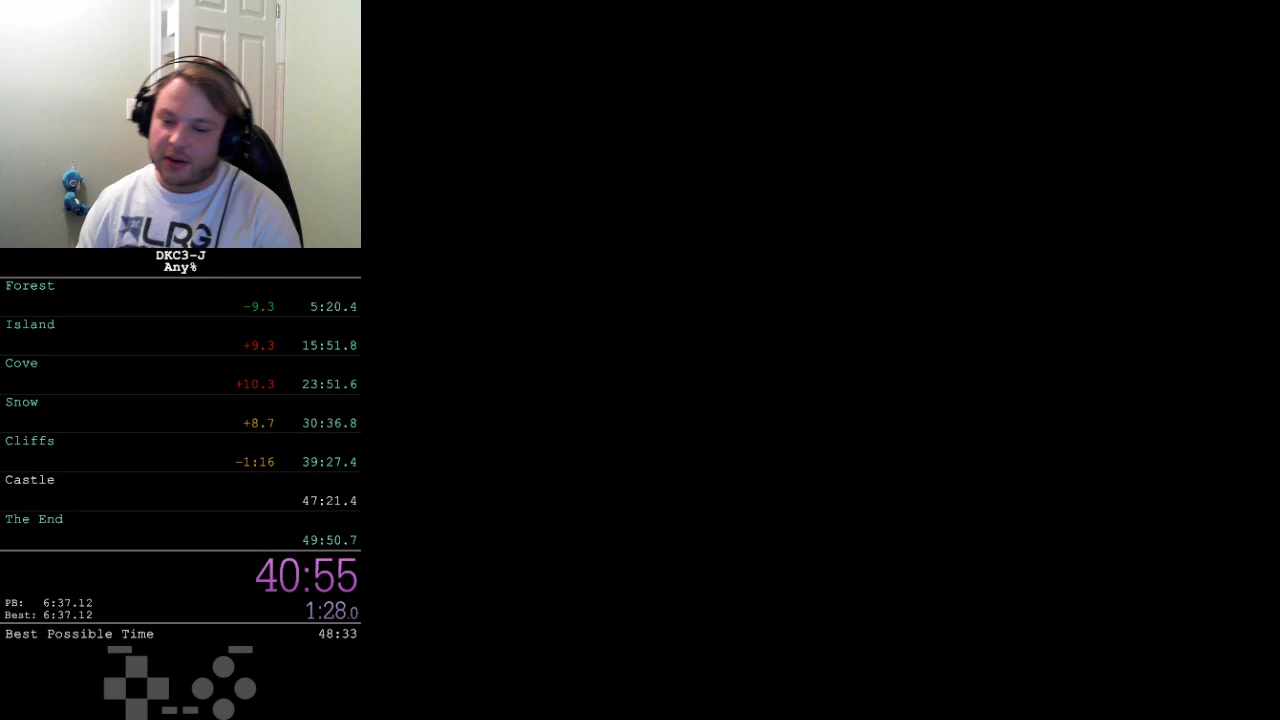 LRG
DKC3-J
Any%
Forest
-9.3 5:20.4
Island
+9.3 15:51.8
Cove
+10.3 23:51.6
Snow
+8.7 30:36.8
Cliffs
-1:16 39:27.4
Castle
47:21.4
The End
49:50.7
40:55
PB: 6:37.12
Best: 6:37.12
1:28.0
Best Possible Time 48:33